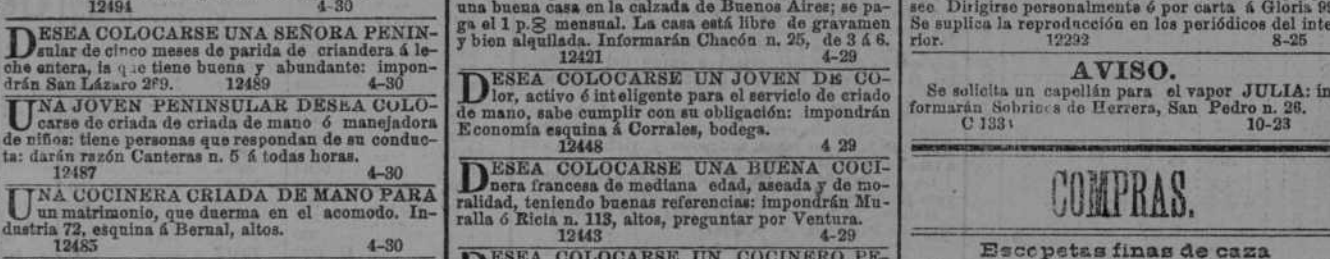 12494 4-30
DESEA COLOCARSE UNA SEÑORA PENIN-
sular de cinco meses de parida de criandera á le-
che entera, la que tiene buena y abundante: impon-
drán San Lázaro 269. 12489 4-30
UNA JOVEN PENINSULAR DESEA COLO-
carse de criada de criada de mano ó manejadora
de niños: tiene personas que respondan de su conduc-
ta: darán razón Canteras n. 5 á todas horas.
12487 4-30
UNA COCINERA CRIADA DE MANO PARA
un matrimonio, que duerma en el acomodo. In-
dustria 72, esquina á Bernal, altos.
12485 4-30
una buena casa en la calzada de Buenos Aires; se pa-
ga el 1 p.8 mensual. La casa está libre de gravamen
y bien alquilada. Informarán Chacón n. 25, de 3 á 6.
12421 4-29
DESEA COLOCARSE UN JOVEN DE CO-
lor, activo é inteligente para el servicio de criado
de mano, sabe cumplir con su obligación: impondrán
Economía esquina á Corrales, bodega.
12448 4 29
DESEA COLOCARSE UNA BUENA COCI-
nera francesa de mediana edad, aseada y de mo-
ralidad, teniendo buenas referencias: impondrán Mu-
ralla ó Ricla n. 113, altos, preguntar por Ventura.
12443 4-29
DESEA COLOCARSE UN COCINERO PE-
see Dirigirse personalmente ó por carta á Gloria
Se suplica la reproducción en los periódicos del inte
rior. 12293 8-25
AVISO.
Se solicita un capellán para el vapor JULIA: in
formarán Sobrinos de Herrera, San Pedro n. 26.
C 133 10-23
COMPRAS.
Escopetas finas de caza